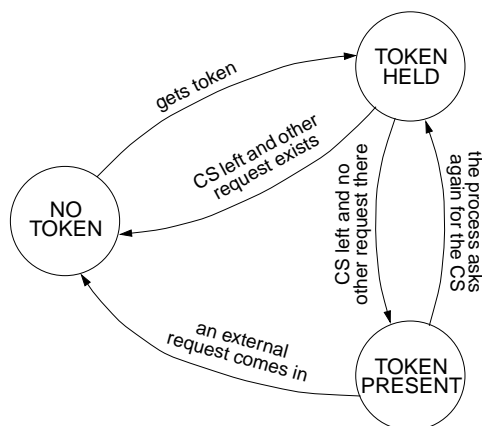 TOKEN
HELD
gets token
CS left and other
request exists
NO
TOKEN
CS left and no
other request there
the process asks
again for the CS
an external
request comes in
TOKEN
PRESENT